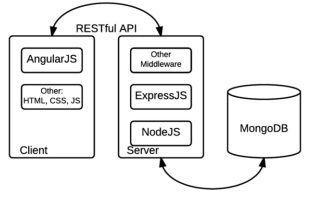 RESTful API
AngularJS
Other:
HTML, CSS, JS
Client
Other
Middleware
ExpressJS
NodeJS
Server
MongoDB